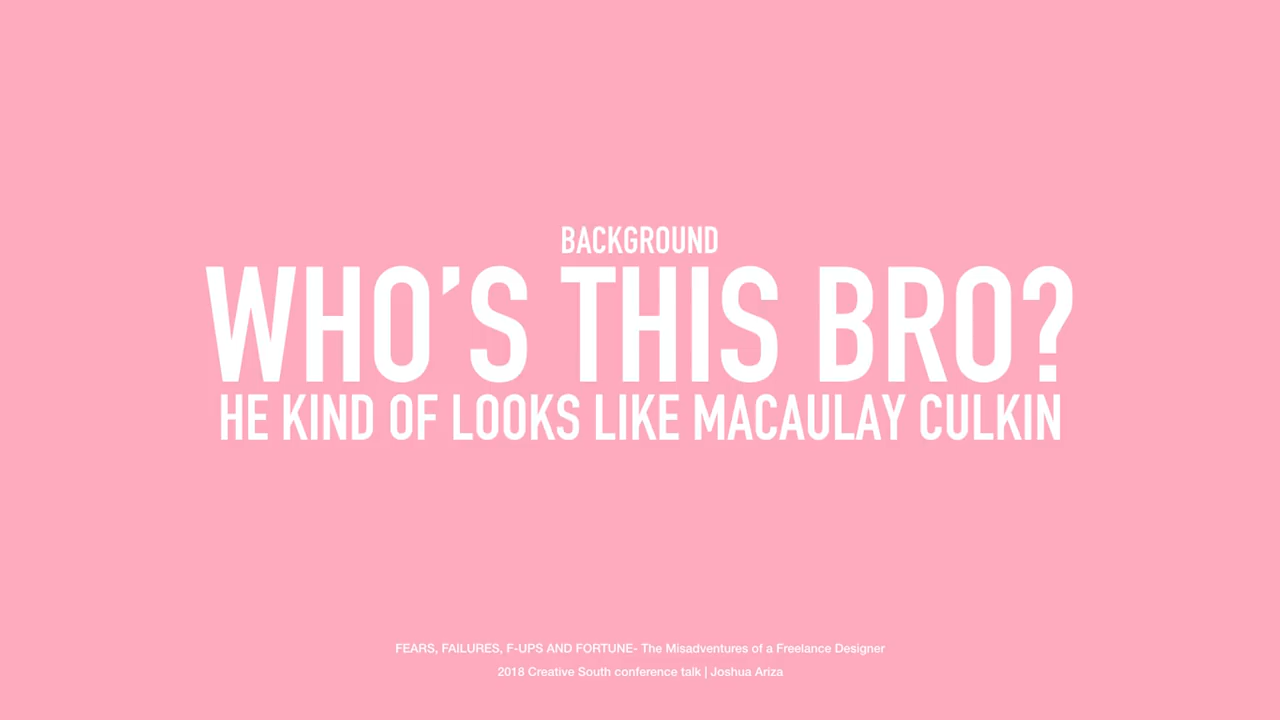 BACKGROUND
WHO'S THIS BRO?
HE KIND OF LOOKS LIKE MACAULAY CULKIN
FEARS, FAILURES, F-UPS AND FORTUNE- The Misadventures of a Freelance Designer
2018 Creative South conference talk | Joshua Ariza